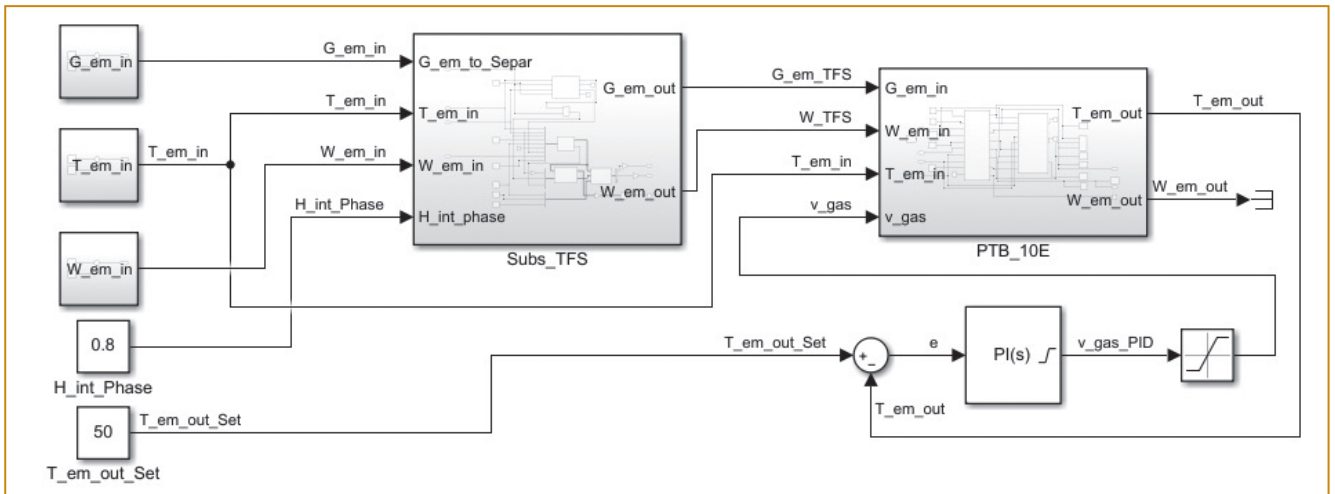 G_em_in
G_em_in
T_em_in
T_em_in
T_em_in
W_em_in
W_em_in
H_int_Phase
0.8
H_int_Phase
50
T_em_out_Set
T_em_out_Set
G_em_to_Separ
T_em_in
W_em_in
H_int_phase
G_em_out
W_em_out
Subs_TFS
G_em_TFS
W_TFS
T_em_in
v_gas
G_em_in
W_em_in
T_em_in
v_gas
T_em_out
W_em_out
PTB_10E
T_em_out
W_em_out
T_em_out_Set
+
−
e
PI(s)
v_gas_PID
T_em_out